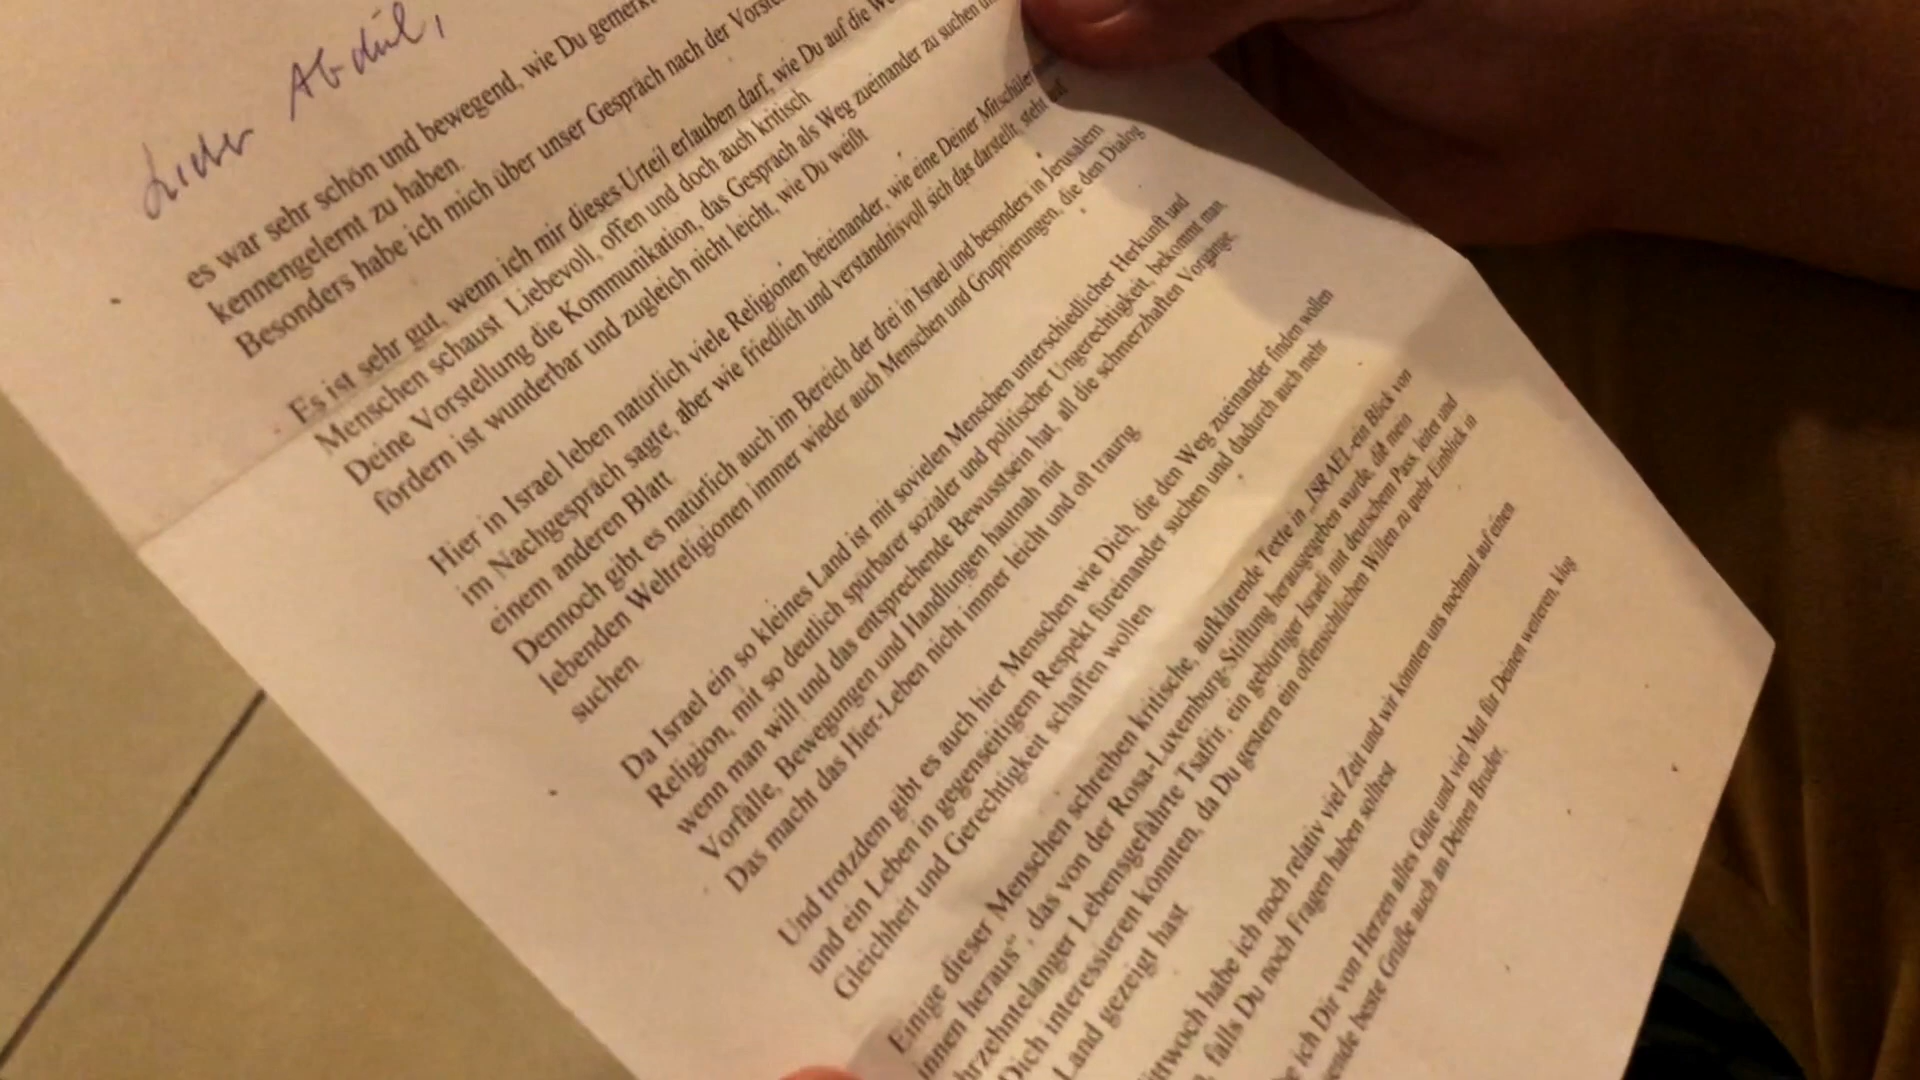 Lieber Abdül,
es war sehr schön und bewegend, wie Du gemerkt
kennengelernt zu haben.
Besonders habe ich mich über unser Gespräch nach der
Es ist sehr gut, wenn ich mir dieses Urteil erlauben darf, wie Du auf die
Menschen schaust. Liebevoll, offen und doch auch kritisch
Deine Vorstellung die Kommunikation, das Gespräch als Weg zueinander zu suchen
fördern ist wunderbar und zugleich nicht leicht, wie Du weißt
Hier in Israel leben natürlich viele Religionen beieinander, wie eine Deiner Mitschüler
im Nachgespräch sagte, aber wie friedlich und verständnisvoll sich das darstellt, steht auf
einem anderen Blatt.
Dennoch gibt es natürlich auch im Bereich der drei in Israel und besonders in Jerusalem
lebenden Weltreligionen immer wieder auch Menschen und Gruppierungen, die den Dialog
suchen.
Da Israel ein so kleines Land ist mit sovielen Menschen unterschiedlicher Herkunft und
Religion, mit so deutlich spürbarer sozialer und politischer Ungerechtigkeit, bekommt man,
wenn man will und das entsprechende Bewusstsein hat, all die schmerzhaften Vorgänge,
Vorfälle, Bewegungen und Handlungen hautnah mit
Das macht das Hier-Leben nicht immer leicht und oft traurig
Und trotzdem gibt es auch hier Menschen wie Dich, die den Weg zueinander finden wollen
und ein Leben in gegenseitigem Respekt füreinander suchen und dadurch auch mehr
Gleichheit und Gerechtigkeit schaffen wollen.
Einige dieser Menschen schreiben kritische, aufklärende Texte in „ISRAEL-ein Blick von
innen heraus“, das von der Rosa-Luxemburg-Stiftung herausgegeben wurde, die mein
Lebensgefährte Tsafrir, ein gebürtiger Israeli mit deutschem Pass, leitet und
Dich interessieren könnten, da Du gestern ein offensichtlichen Willen zu mehr Einblick in
Land gezeigt hast.
habe ich noch relativ viel Zeit und wir könnten uns nochmal auf einen
falls Du noch Fragen haben solltest
ich Dir von Herzen alles Gute und viel Mut für Deinen weiteren, klug
beste Grüße auch an Deinen Bruder,